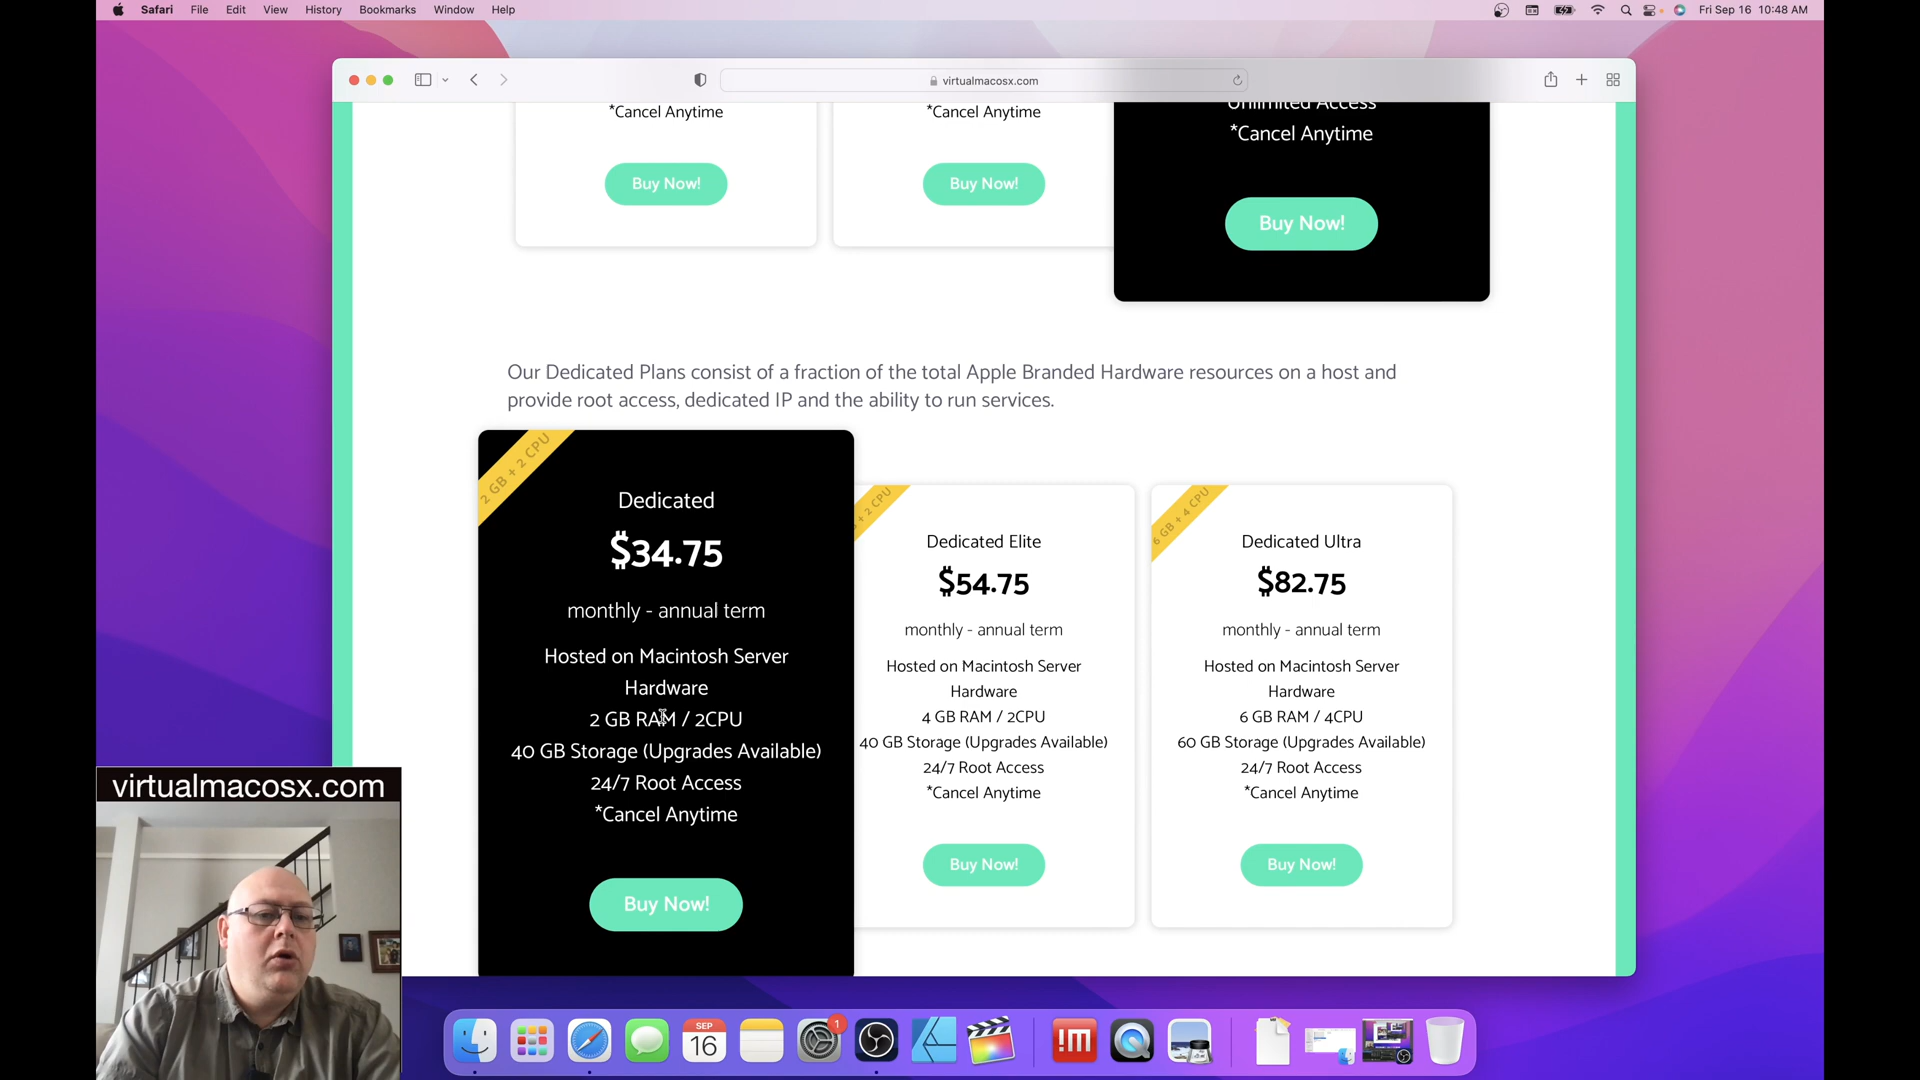 Safari File Edit View History Bookmarks Window Help
Fri Sep 16 10:48 AM
virtualmacosx.com
*Cancel Anytime
*Cancel Anytime
Unlimited Access
*Cancel Anytime
Buy Now!
Buy Now!
Buy Now!
Our Dedicated Plans consist of a fraction of the total Apple Branded Hardware resources on a host and
provide root access, dedicated IP and the ability to run services.
2 GB + 2 CPU
Dedicated
$34.75
monthly - annual term
Hosted on Macintosh Server
Hardware
2 GB RAM / 2CPU
40 GB Storage (Upgrades Available)
24/7 Root Access
*Cancel Anytime
Buy Now!
+ 2 CPU
Dedicated Elite
$54.75
monthly - annual term
Hosted on Macintosh Server
Hardware
4 GB RAM / 2CPU
40 GB Storage (Upgrades Available)
24/7 Root Access
*Cancel Anytime
Buy Now!
6 GB + 4 CPU
Dedicated Ultra
$82.75
monthly - annual term
Hosted on Macintosh Server
Hardware
6 GB RAM / 4CPU
60 GB Storage (Upgrades Available)
24/7 Root Access
*Cancel Anytime
Buy Now!
virtualmacosx.com
SEP
16
1
!M